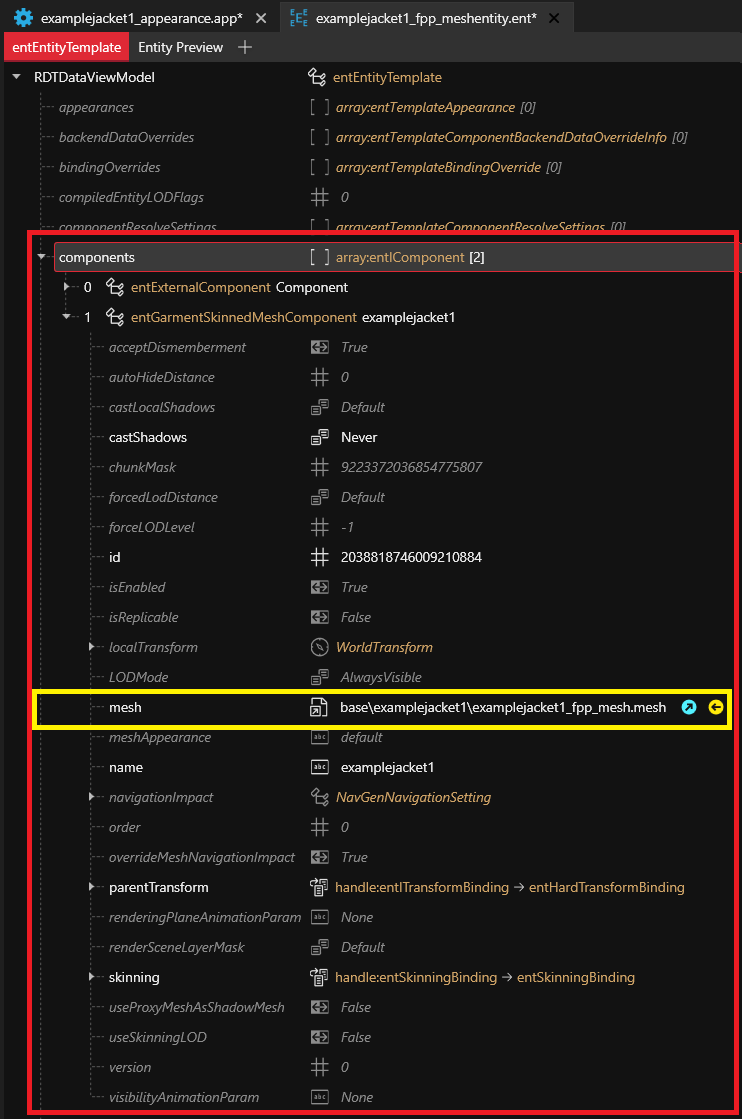 examplejacket1_appearance.app* examplejacket1_fpp_meshentity.ent*
entEntityTemplate Entity Preview
RDTDataViewModel entEntityTemplate
appearances array:entTemplateAppearance [0]
backendDataOverrides array:entTemplateComponentBackendDataOverrideInfo [0]
bindingOverrides array:entTemplateBindingOverride [0]
compiledEntityLODFlags 0
componentResolveSettings array:entTemplateComponentResolveSettings [0]
components array:entIComponent [2]
0 entExternalComponent Component
1 entGarmentSkinnedMeshComponent examplejacket1
acceptDismemberment True
autoHideDistance 0
castLocalShadows Default
castShadows Never
chunkMask 9223372036854775807
forcedLodDistance Default
forceLODLevel -1
id 2038818746009210884
isEnabled True
isReplicable False
localTransform WorldTransform
LODMode AlwaysVisible
mesh base\examplejacket1\examplejacket1_fpp_mesh.mesh
meshAppearance abc default
name abc examplejacket1
navigationImpact NavGenNavigationSetting
order 0
overrideMeshNavigationImpact True
parentTransform handle:entITransformBinding → entHardTransformBinding
renderingPlaneAnimationParam abc None
renderSceneLayerMask Default
skinning handle:entSkinningBinding → entSkinningBinding
useProxyMeshAsShadowMesh False
useSkinningLOD False
version 0
visibilityAnimationParam abc None